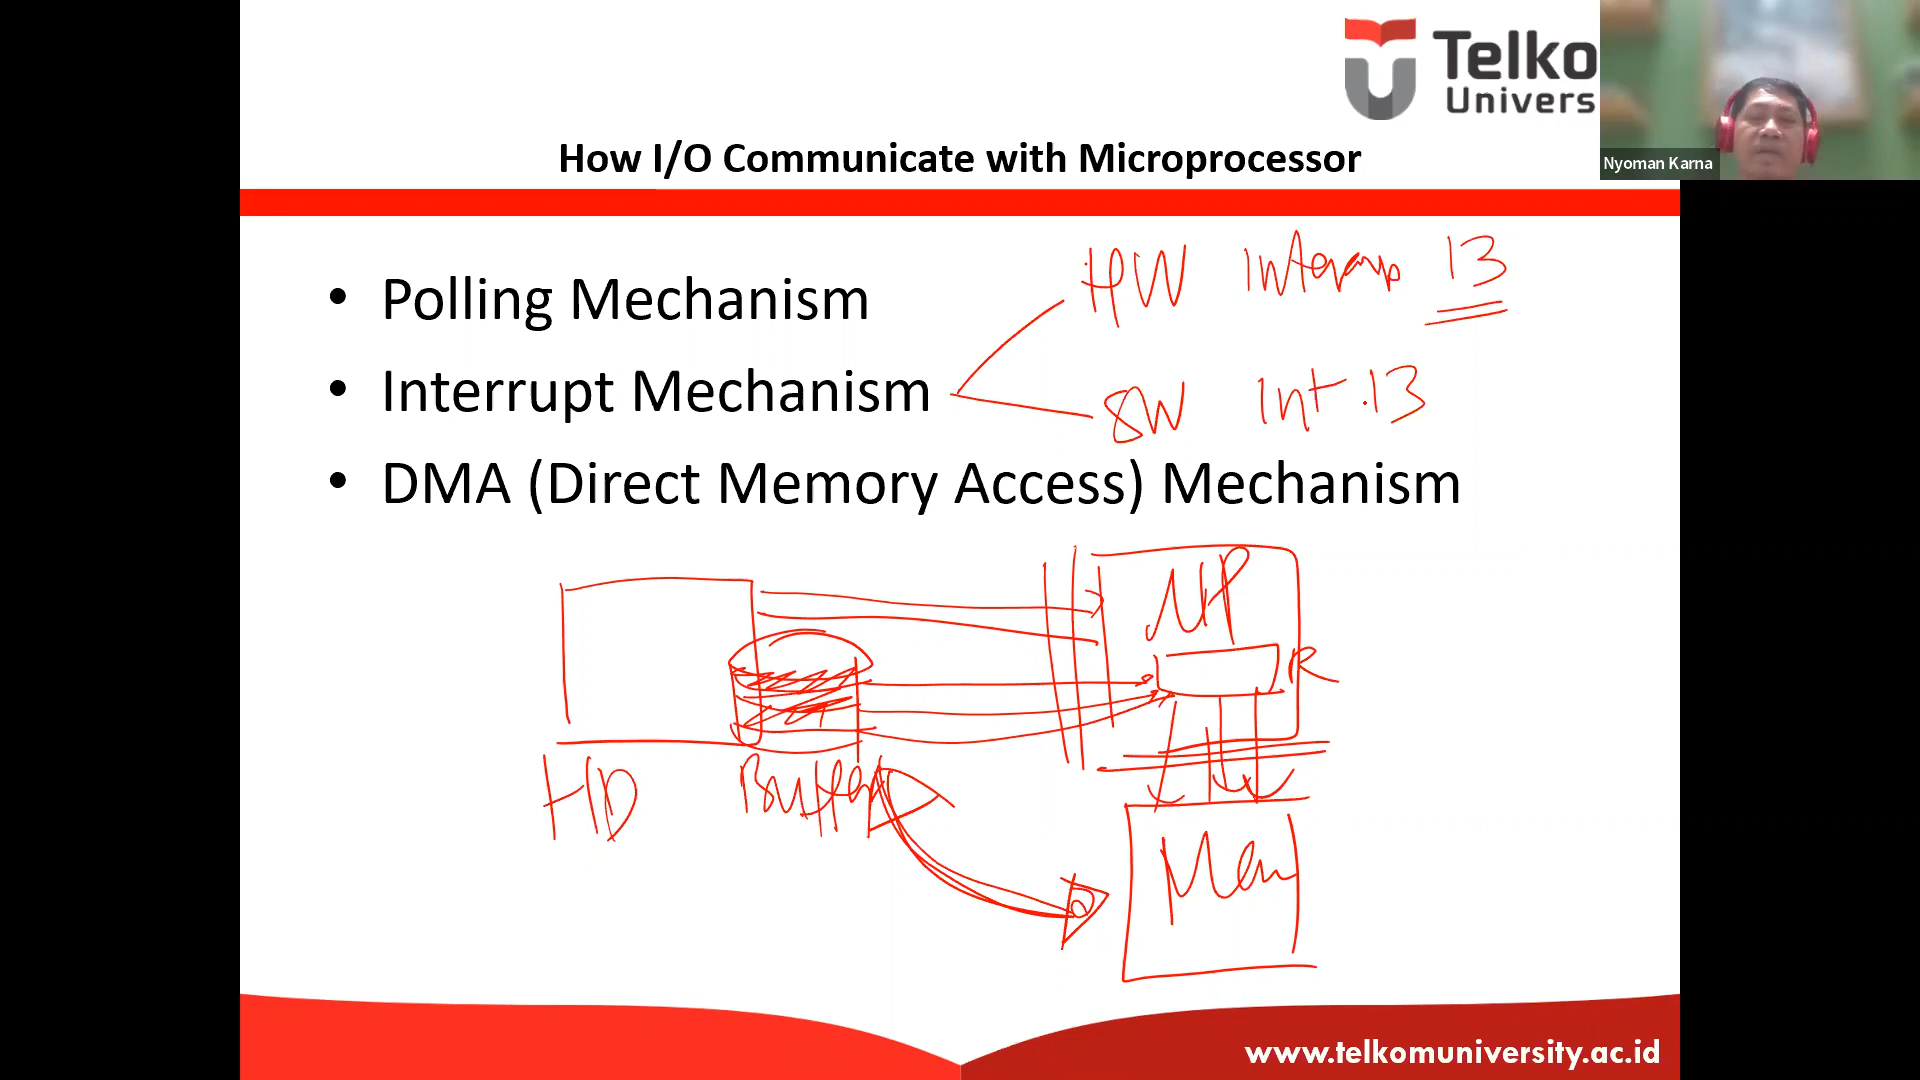 Telko
Univers
Nyoman Karna
How I/O Communicate with Microprocessor
• Polling Mechanism
HW Interrup 13
• Interrupt Mechanism
SW Int.13
• DMA (Direct Memory Access) Mechanism
MP
R
HD
Buffer
Mem
www.telkomuniversity.ac.id